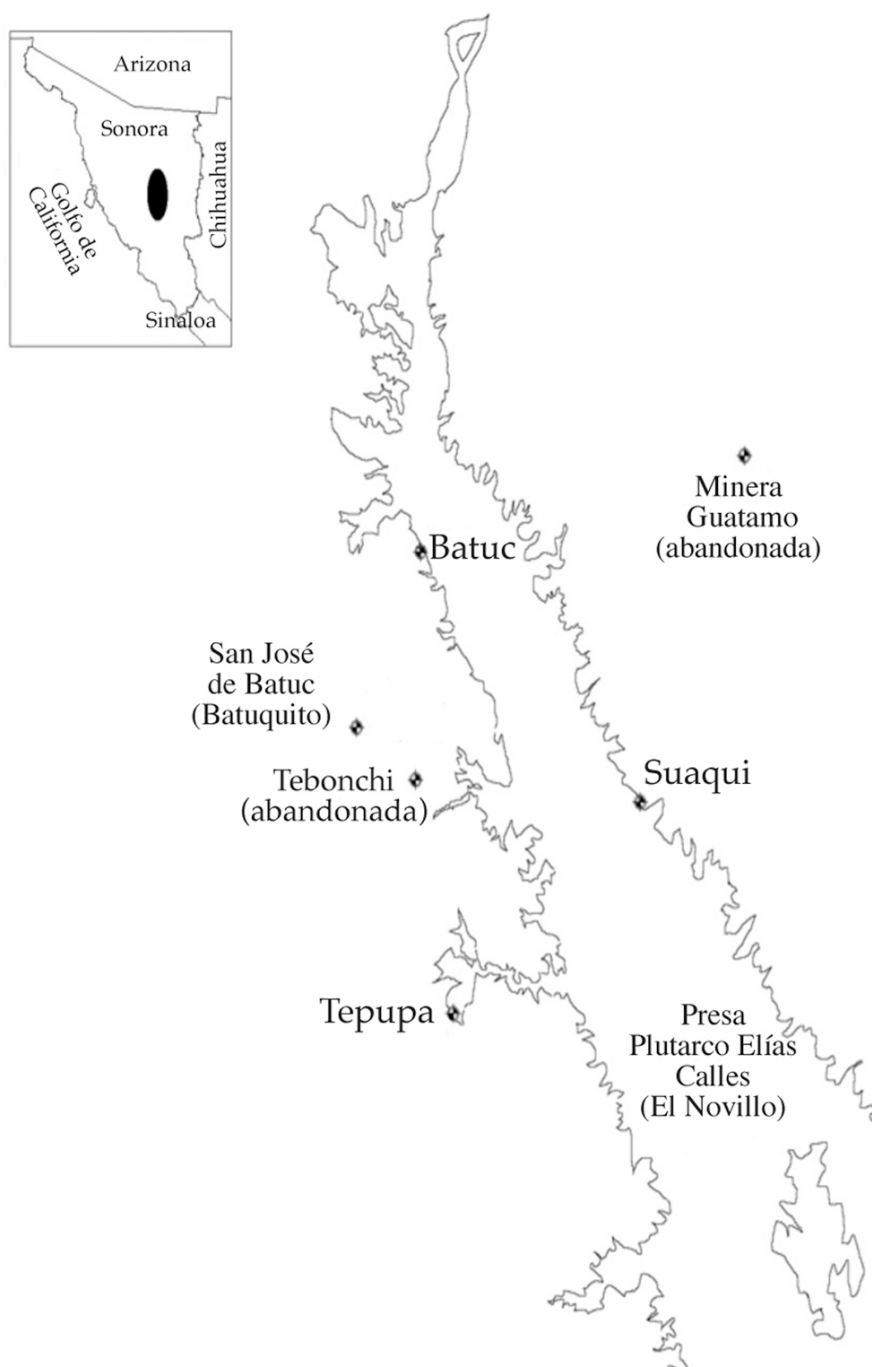 Arizona
Sonora
Chihuahua
Golfo de
California
Sinaloa
Minera
Guatamo
(abandonada)
Batuc
San José
de Batuc
(Batuquito)
Suaqui
Tebonchi
(abandonada)
Tepupa
Presa
Plutarco Elías
Calles
(El Novillo)